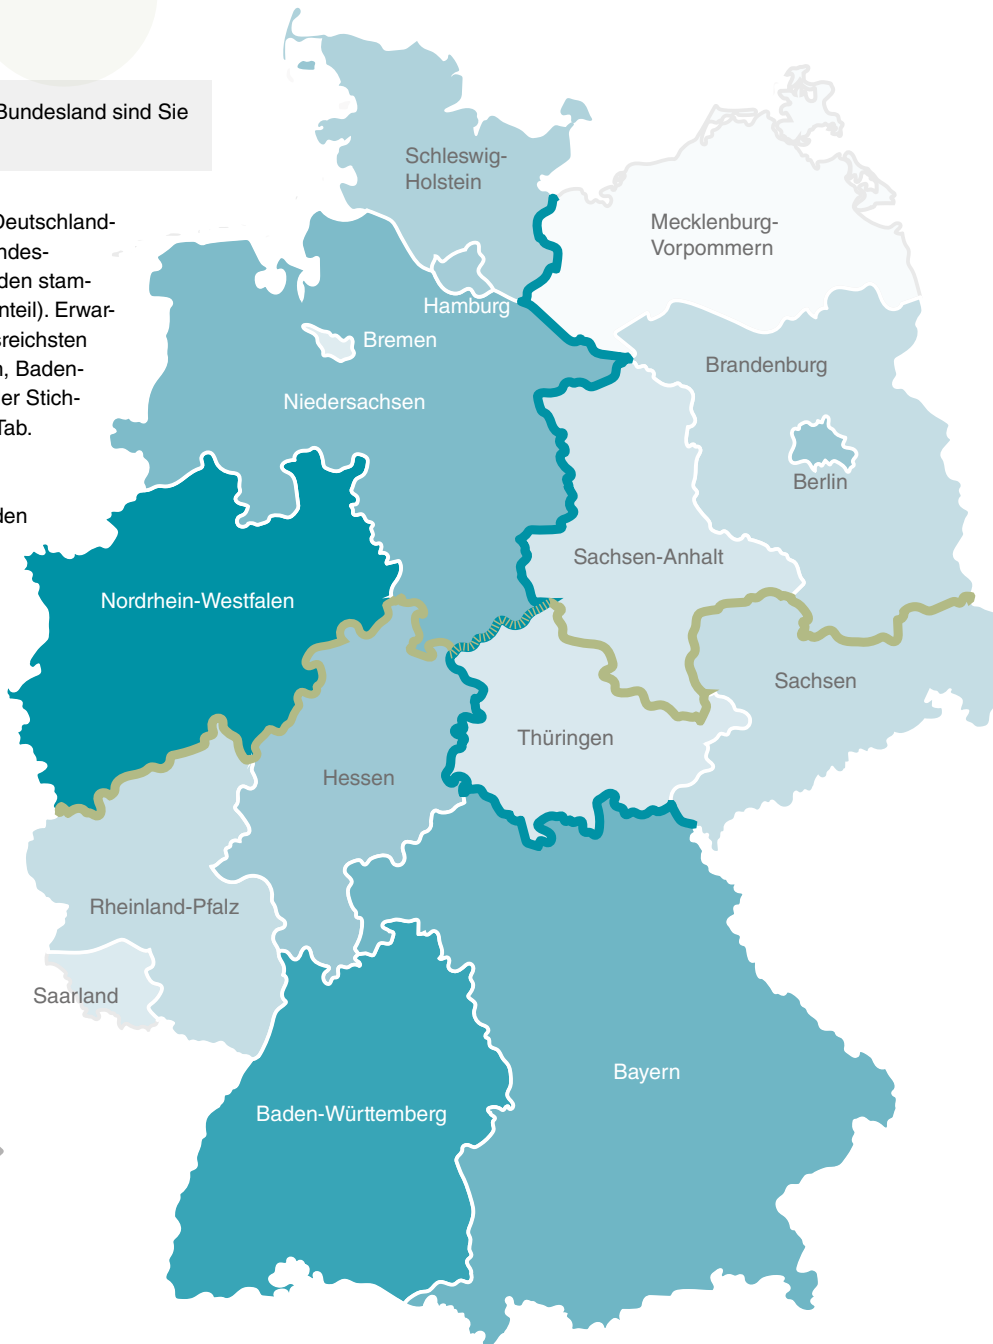 Bundesland sind Sie
Deutschland-
ndes-
den stam-
nteil). Erwar-
sreichsten
n, Baden-
er Stich-
Tab.
den
Schleswig-
Holstein
Mecklenburg-
Vorpommern
Hamburg
Bremen
Brandenburg
Niedersachsen
Berlin
Sachsen-Anhalt
Nordrhein-Westfalen
Sachsen
Thüringen
Hessen
Rheinland-Pfalz
Saarland
Bayern
Baden-Württemberg